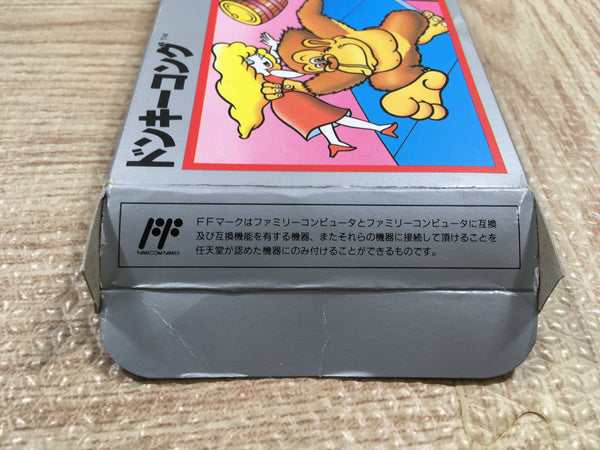 ドンキーコング™
FFマークはファミリーコンピュータとファミリーコンピュータに互換
及び互換機能を有する機器、またそれらの機器に接続して頂けることを
任天堂が認めた機器にのみ付けることができるものです。
FF
FAMICOM FAMILY